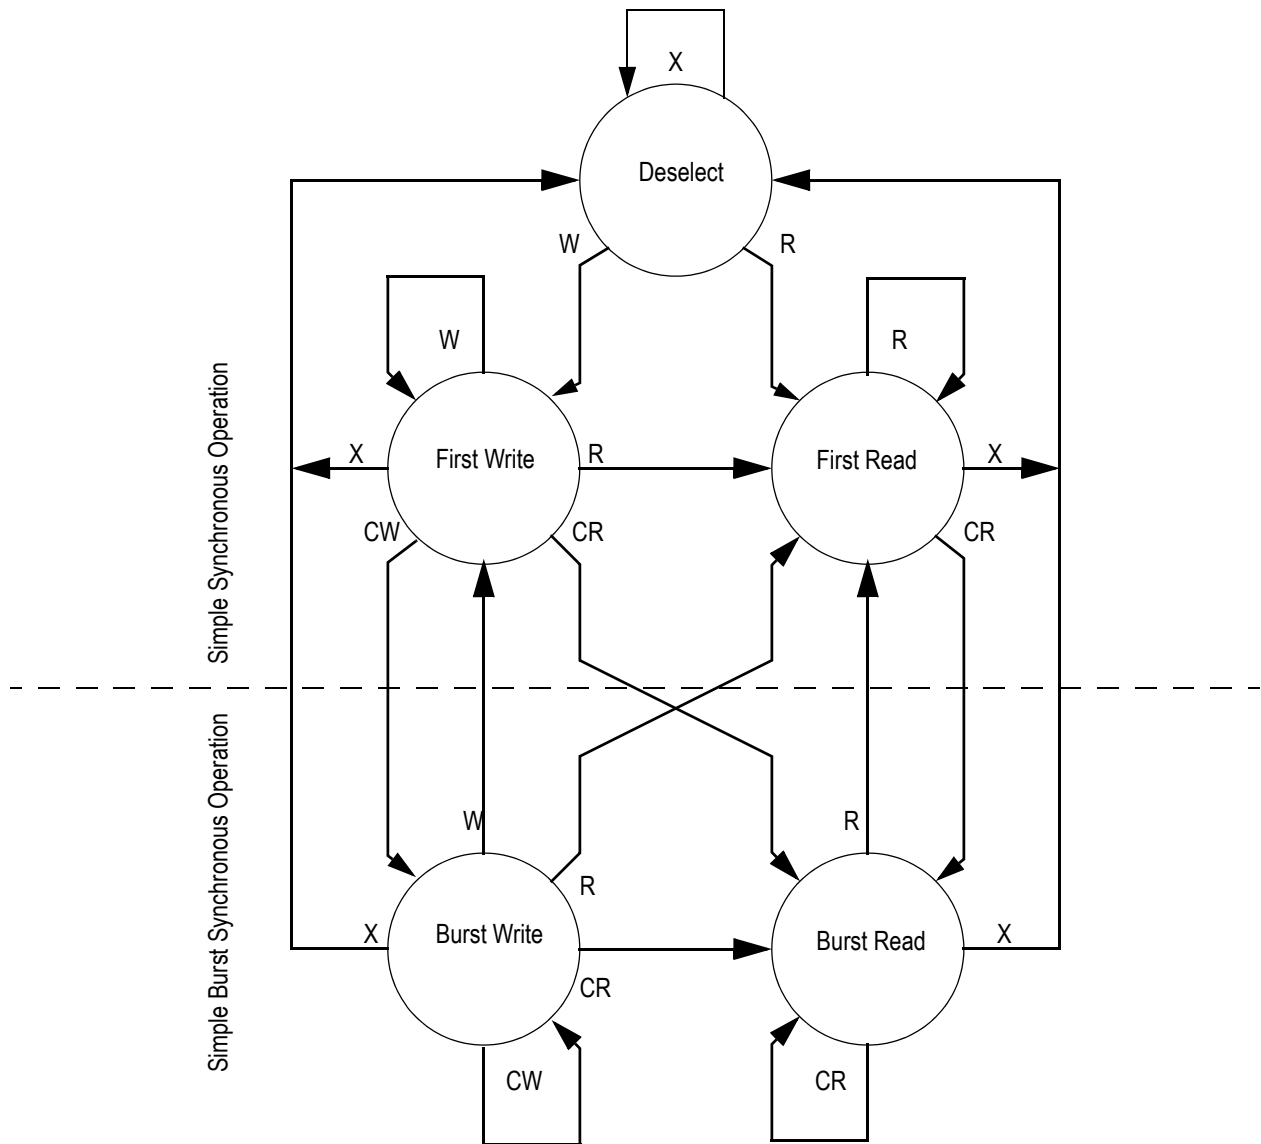 X
Deselect
W
R
W
R
Simple Synchronous Operation
X
First Write
R
First Read
X
CW
CR
CR
Simple Burst Synchronous Operation
W
R
R
X
Burst Write
Burst Read
X
CR
CW
CR